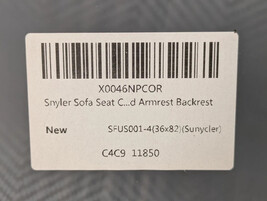 X0046NPCOR
Snyler Sofa Seat C...d Armrest Backrest
New SFUS001-4(36x82)(Sunycler)
C4C9 11850